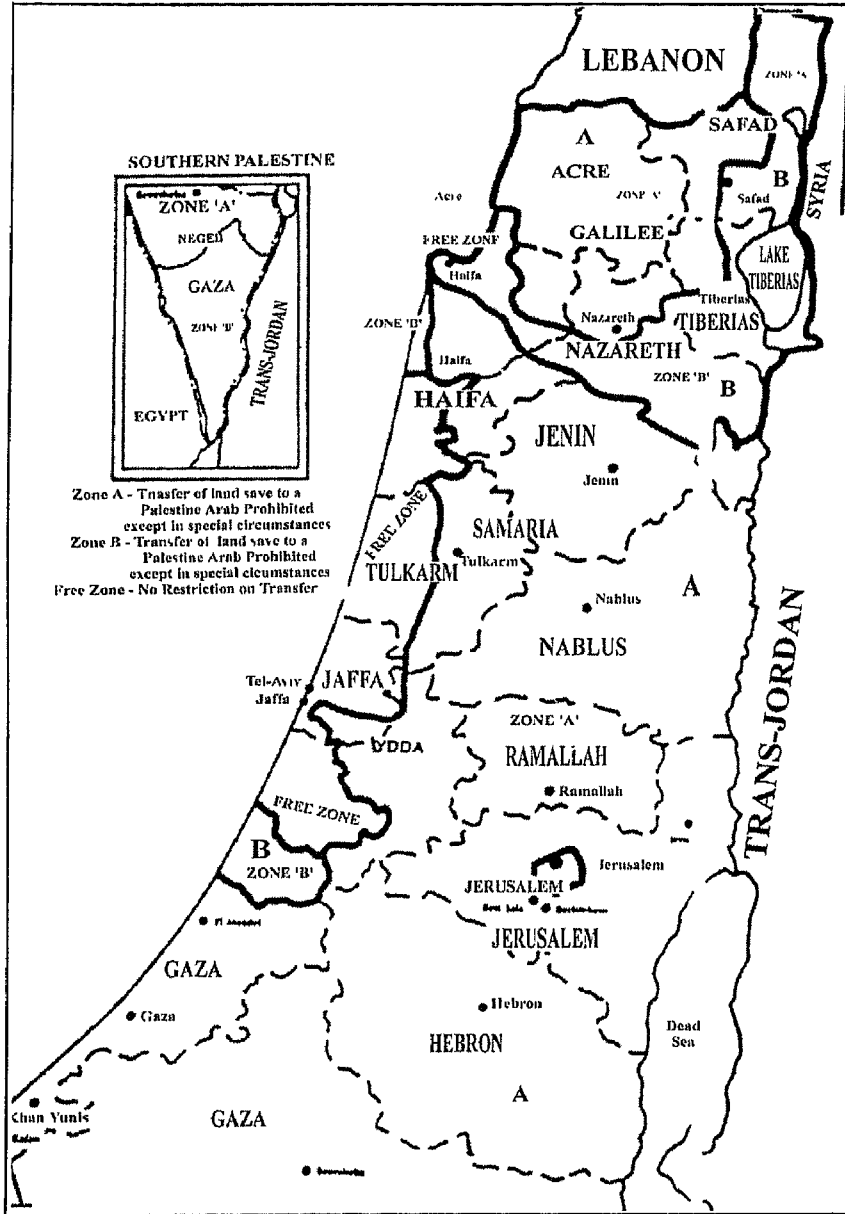 LEBANON
ZONE 'A'
SAFAD
A
ACRE
ZONE 'A'
B
Safad
SYRIA
Acre
GALILEE
FREE ZONE
LAKE
TIBERIAS
Haifa
Nazareth
Tiberias
TIBERIAS
ZONE 'B'
NAZARETH
Haifa
ZONE 'B'
B
HAIFA
JENIN
Jenin
SOUTHERN PALESTINE
ZONE 'A'
NEGEB
GAZA
ZONE 'B'
TRANS-JORDAN
EGYPT
Zone A - Tnasfer of land save to a
Palestine Arab Prohibited
except in special circumstances
Zone B - Transfer of land save to a
Palestine Arab Prohibited
except in special cicumstances
Free Zone - No Restriction on Transfer
FREE ZONE
SAMARIA
Tulkarm
TULKARM
A
Nablus
NABLUS
TRANS-JORDAN
Tel-Aviv
Jaffa
JAFFA
ZONE 'A'
LYDDA
RAMALLAH
Ramallah
FREE ZONE
B
ZONE 'B'
Jerusalem
JERUSALEM
JERUSALEM
GAZA
Gaza
Hebron
HEBRON
Dead
Sea
A
Khan Yunis
GAZA